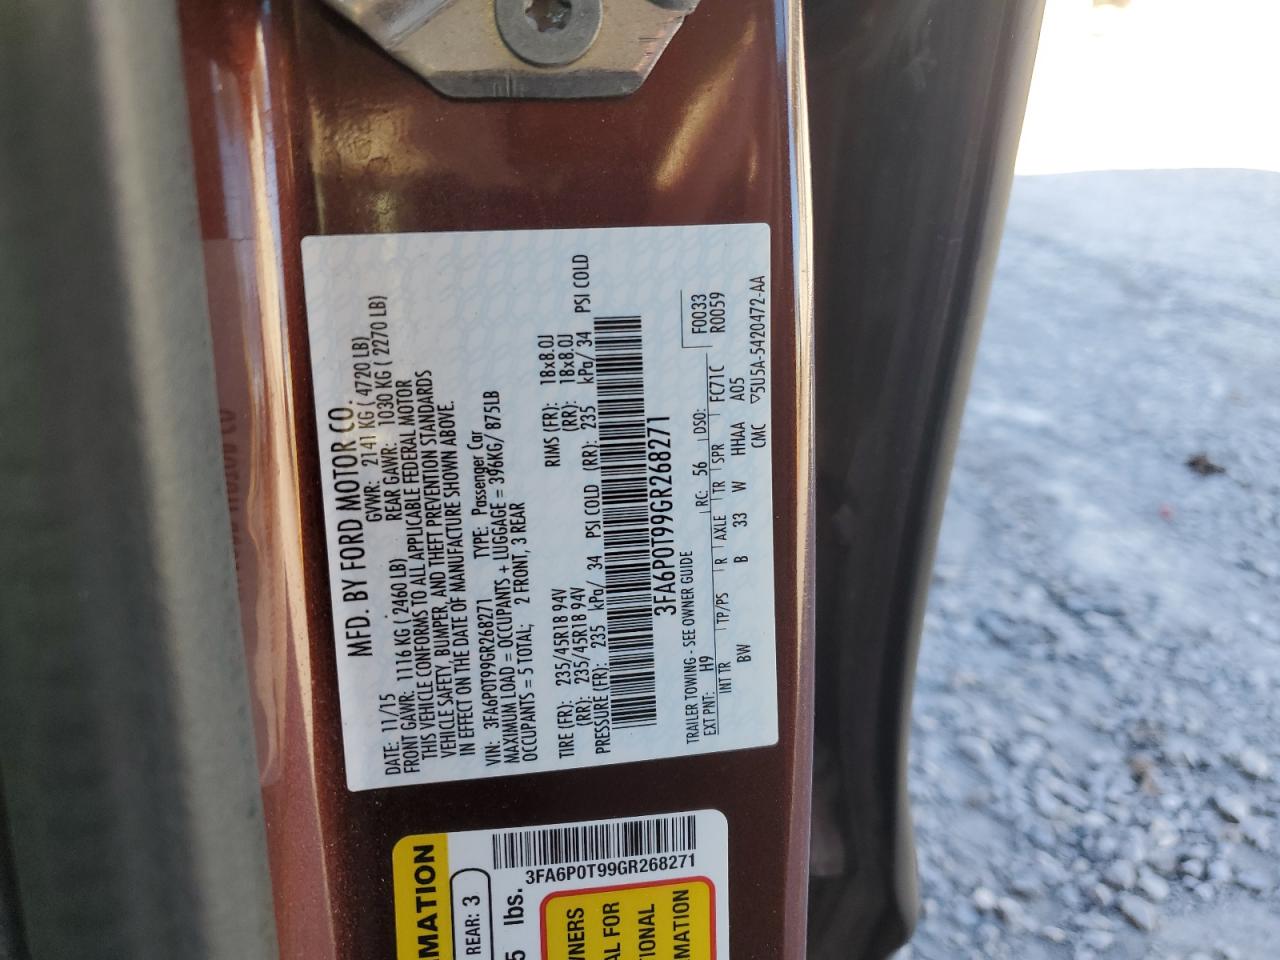 MFD. BY FORD MOTOR CO.
DATE: 11/15 GVWR: 2141 KG ( 4720 LB)
FRONT GAWR: 1116 KG ( 2460 LB) REAR GAWR: 1030 KG ( 2270 LB)
THIS VEHICLE CONFORMS TO ALL APPLICABLE FEDERAL MOTOR
VEHICLE SAFETY, BUMPER, AND THEFT PREVENTION STANDARDS
IN EFFECT ON THE DATE OF MANUFACTURE SHOWN ABOVE.
VIN: 3FA6P0T99GR268271 TYPE: Passenger Car
MAXIMUM LOAD = OCCUPANTS + LUGGAGE = 396KG/ 875LB
OCCUPANTS = 5 TOTAL; 2 FRONT, 3 REAR
TIRE (FR): 235/45R18 94V RIMS (FR): 18x8.0J
(RR): 235/45R18 94V (RR): 18x8.0J
PRESSURE (FR): 235 kPa/ 34 PSI COLD (RR): 235 kPa/ 34 PSI COLD
3FA6P0T99GR268271
TRAILER TOWING - SEE OWNER GUIDE
EXT PNT: H9 RC: 56 DSO: FC71C F0033
R0059
INT TR TP/PS R AXLE TR SPR
BW B 33 W HHAA A05
CMC ▽5U5A-5420472-AA
RMATION
REAR: 3
3FA6P0T99GR268271
5 lbs.
WNERS
AL FOR
TIONAL
MATION